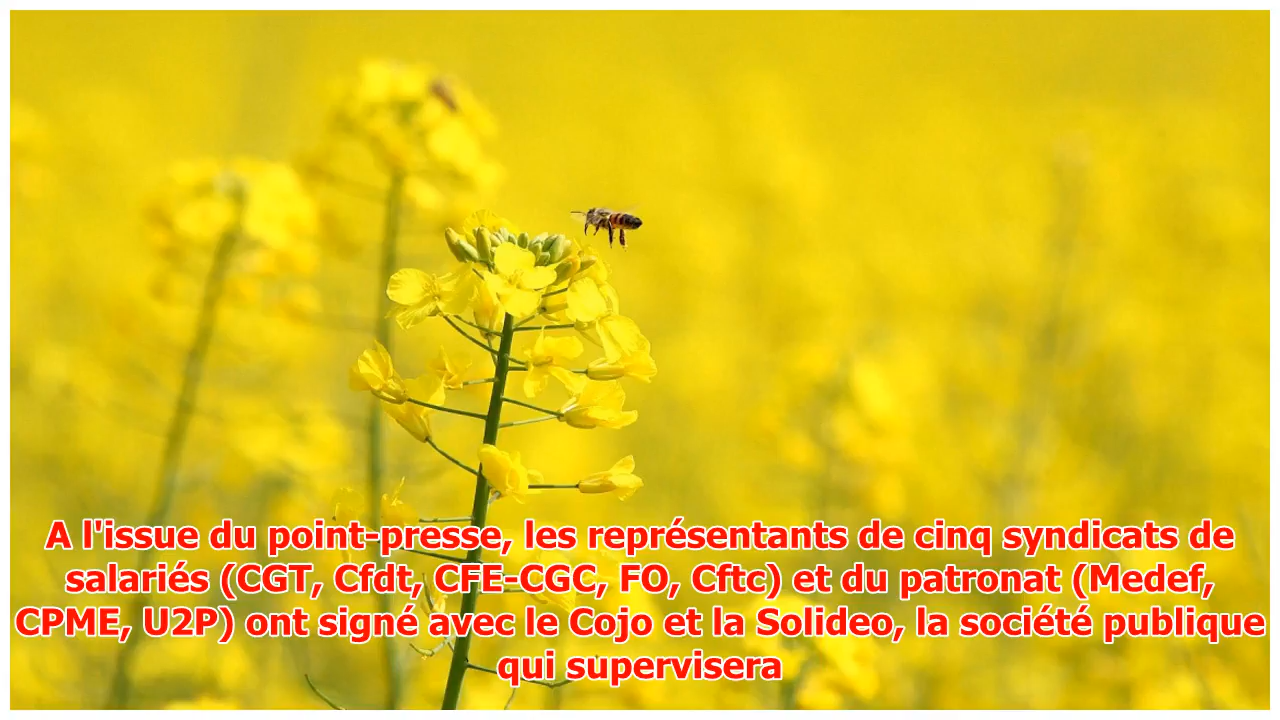 A l'issue du point-presse, les représentants de cinq syndicats de
salariés (CGT, Cfdt, CFE-CGC, FO, Cftc) et du patronat (Medef,
CPME, U2P) ont signé avec le Cojo et la Solideo, la société publique
qui supervisera